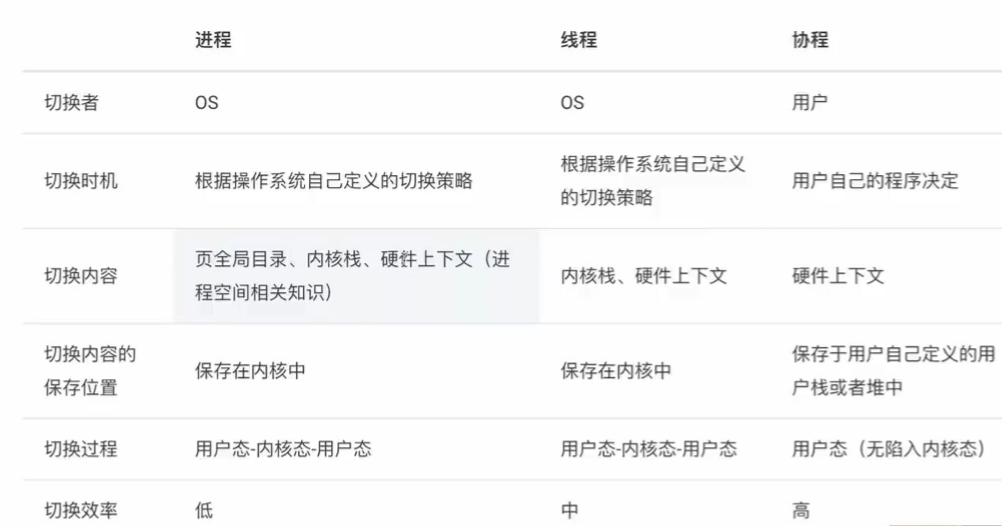 进程 线程 协程
切换者 OS OS 用户
切换时机 根据操作系统自己定义的切换策略 根据操作系统自己定义
的切换策略 用户自己的程序决定
切换内容 页全局目录、内核栈、硬件上下文（进
程空间相关知识） 内核栈、硬件上下文 硬件上下文
切换内容的
保存位置 保存在内核中 保存在内核中 保存于用户自己定义的用
户栈或者堆中
切换过程 用户态-内核态-用户态 用户态-内核态-用户态 用户态（无陷入内核态）
切换效率 低 中 高